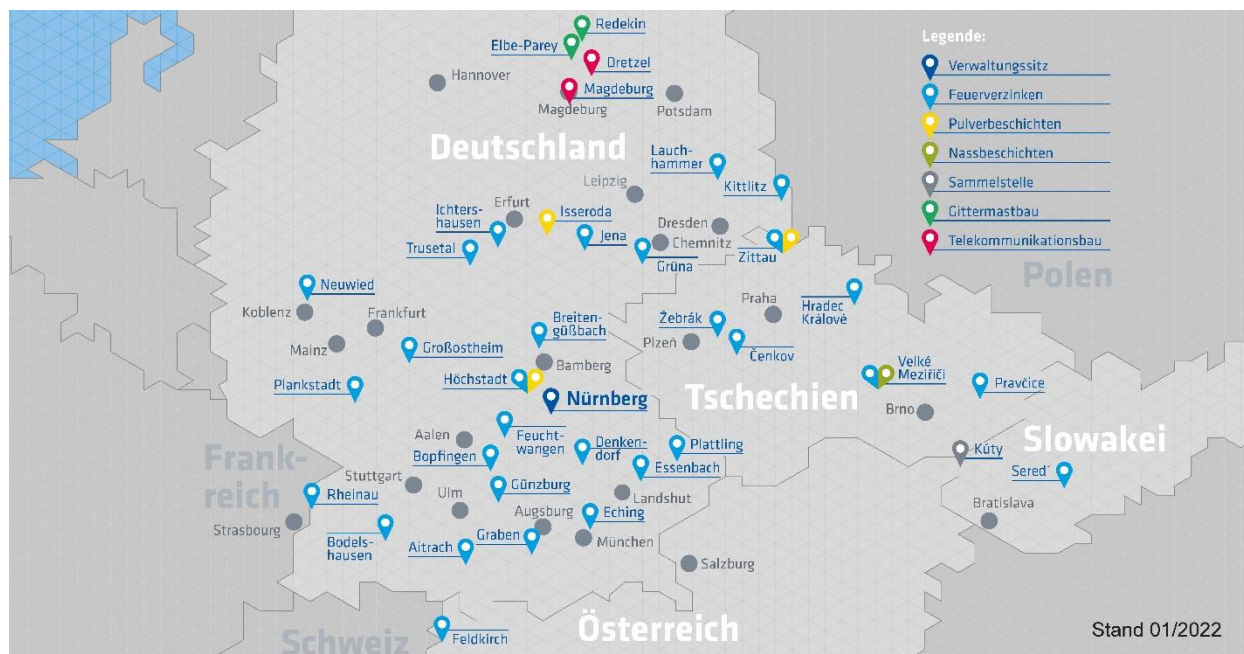 Redekin
Legende:
Elbe-Parey
Dretzel
Verwaltungssitz
Hannover
Magdeburg
Feuerverzinken
Magdeburg
Potsdam
Pulverbeschichten
Deutschland
Lauch-
hammer
Nassbeschichten
Leipzig
Kittlitz
Sammelstelle
Erfurt
Isseroda
Gittermastbau
Ichters-
hausen
Dresden
Jena
Chemnitz
Telekommunikationsbau
Trusetal
Grüna
Zittau
Polen
Neuwied
Koblenz
Frankfurt
Breiten-
güßbach
Praha
Hradec
Králové
Žebrák
Mainz
Großostheim
Plzeň
Čenkov
Bamberg
Velké
Meziříčí
Plankstadt
Höchstadt
Pravčice
Nürnberg
Tschechien
Brno
Slowakei
Feucht-
wangen
Aalen
Denken-
dorf
Plattling
Kúty
Bopfingen
Frank-
reich
Essenbach
Sereď
Stuttgart
Günzburg
Rheinau
Ulm
Landshut
Bratislava
Strasbourg
Augsburg
Eching
Bodels-
hausen
Aitrach
Graben
München
Salzburg
Österreich
Schweiz
Feldkirch
Stand 01/2022